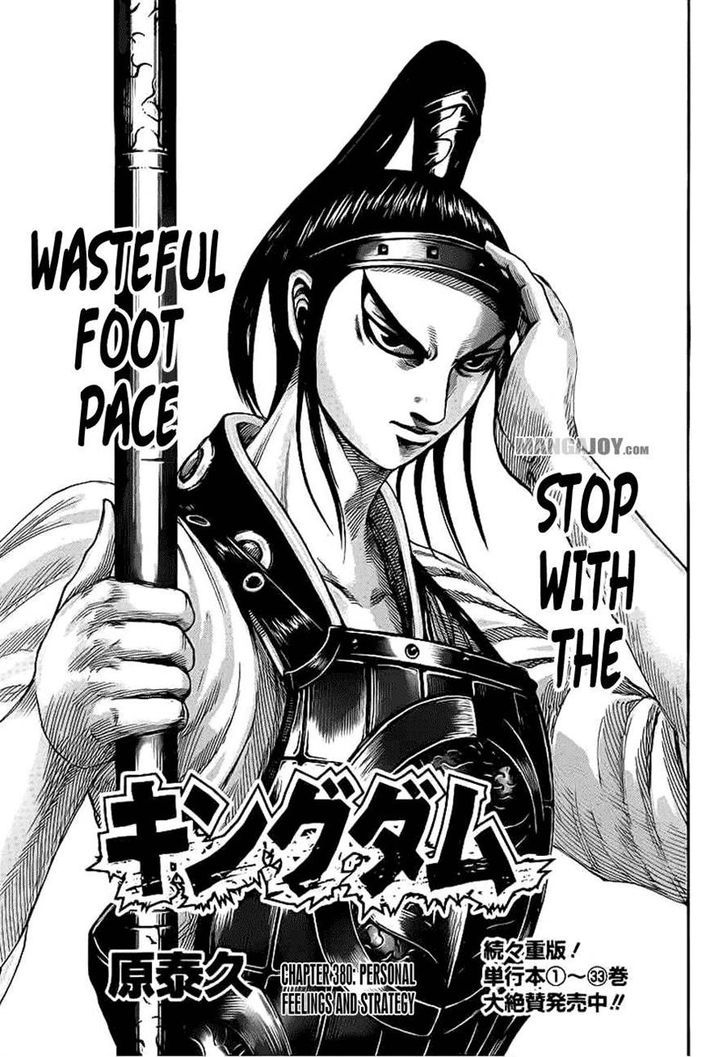 STOP
WITH
THE
WASTEFUL
FOOT
PACE
MANGAJOY.COM
キングダム
原泰久
CHAPTER 380: PERSONAL
FEELINGS AND STRATEGY
続々重版!
単行本①〜㉝巻
大絶賛発売中!!